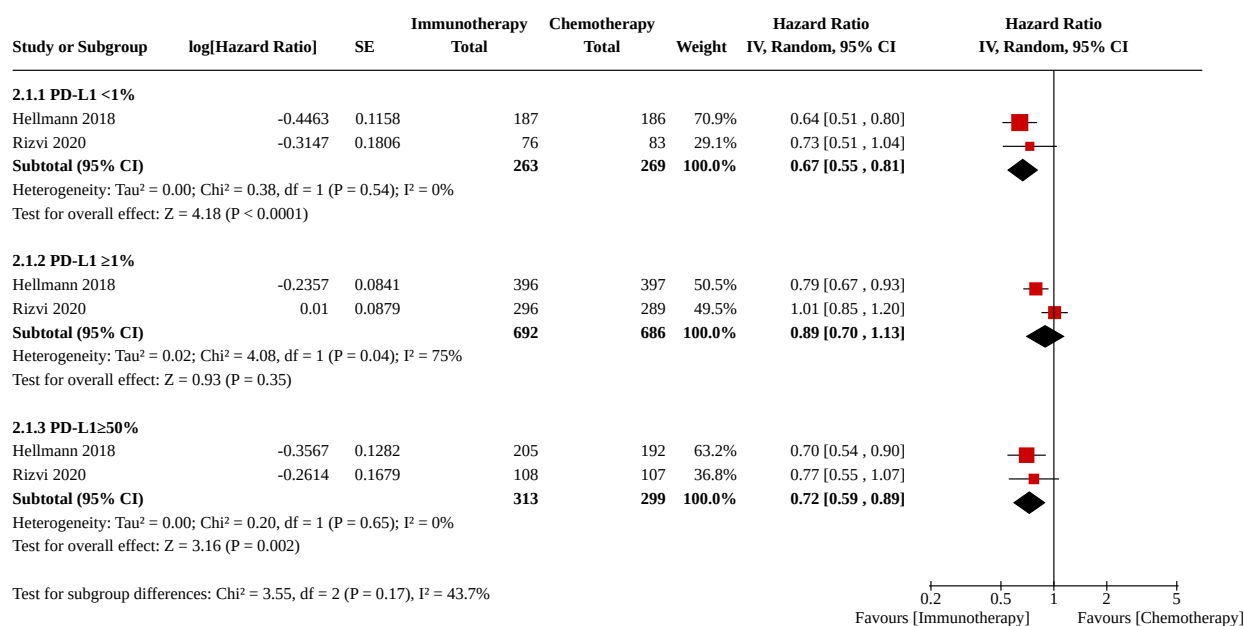 Immunotherapy Chemotherapy Hazard Ratio Hazard Ratio
Study or Subgroup log[Hazard Ratio] SE Total Total Weight IV, Random, 95% CI IV, Random, 95% CI
2.1.1 PD-L1 <1%
Hellmann 2018 -0.4463 0.1158 187 186 70.9% 0.64 [0.51 , 0.80]
Rizvi 2020 -0.3147 0.1806 76 83 29.1% 0.73 [0.51 , 1.04]
Subtotal (95% CI) 263 269 100.0% 0.67 [0.55 , 0.81]
Heterogeneity: Tau² = 0.00; Chi² = 0.38, df = 1 (P = 0.54); I² = 0%
Test for overall effect: Z = 4.18 (P < 0.0001)
2.1.2 PD-L1 ≥1%
Hellmann 2018 -0.2357 0.0841 396 397 50.5% 0.79 [0.67 , 0.93]
Rizvi 2020 0.01 0.0879 296 289 49.5% 1.01 [0.85 , 1.20]
Subtotal (95% CI) 692 686 100.0% 0.89 [0.70 , 1.13]
Heterogeneity: Tau² = 0.02; Chi² = 4.08, df = 1 (P = 0.04); I² = 75%
Test for overall effect: Z = 0.93 (P = 0.35)
2.1.3 PD-L1≥50%
Hellmann 2018 -0.3567 0.1282 205 192 63.2% 0.70 [0.54 , 0.90]
Rizvi 2020 -0.2614 0.1679 108 107 36.8% 0.77 [0.55 , 1.07]
Subtotal (95% CI) 313 299 100.0% 0.72 [0.59 , 0.89]
Heterogeneity: Tau² = 0.00; Chi² = 0.20, df = 1 (P = 0.65); I² = 0%
Test for overall effect: Z = 3.16 (P = 0.002)
Test for subgroup differences: Chi² = 3.55, df = 2 (P = 0.17), I² = 43.7%
0.2 0.5 1 2 5
Favours [Immunotherapy] Favours [Chemotherapy]